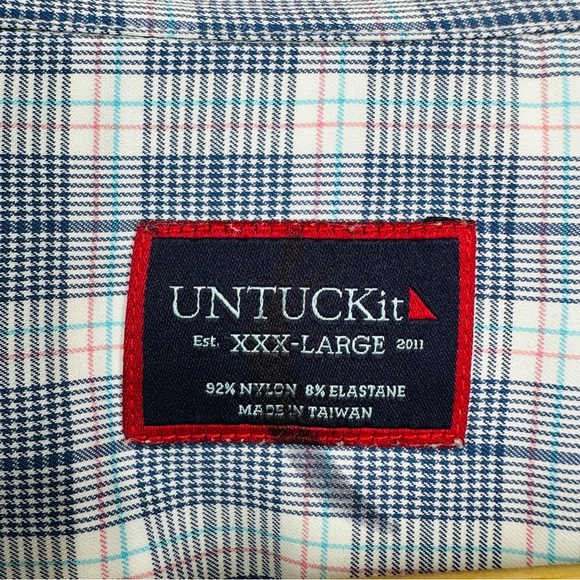 UNTUCKit
Est. XXX-LARGE 2011
92% NYLON 8% ELASTANE
MADE IN TAIWAN